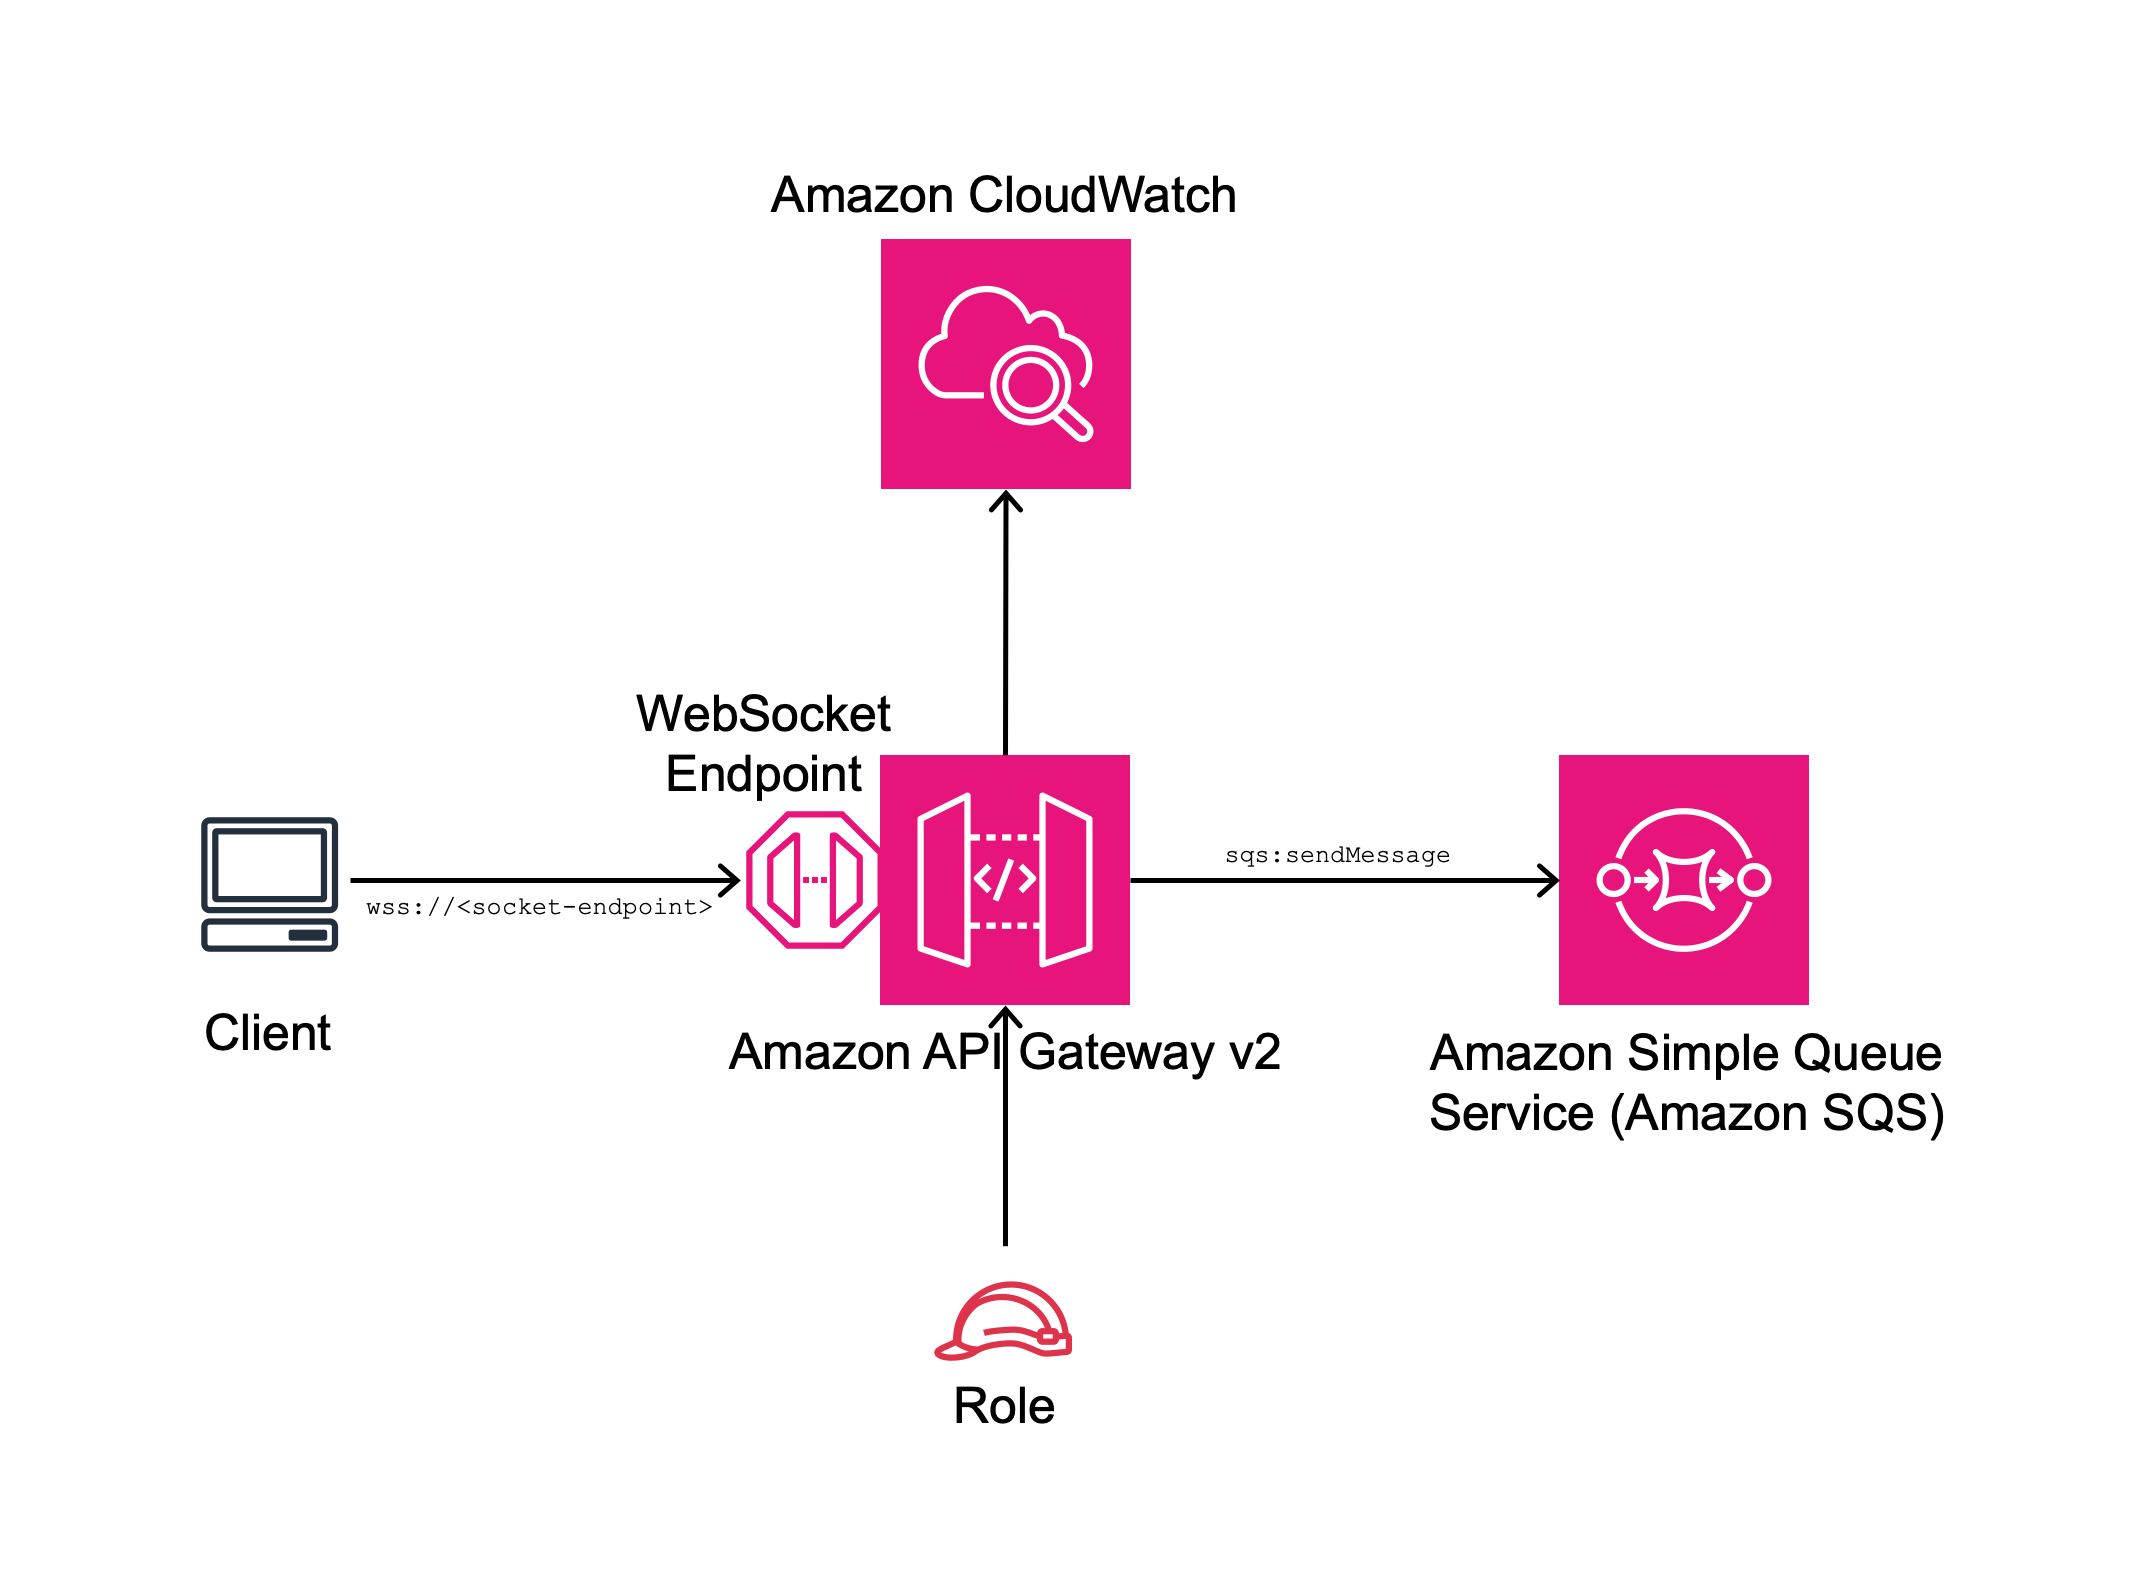 Amazon CloudWatch
WebSocket
Endpoint
wss://<socket-endpoint>
sqs:sendMessage
Client
Amazon API Gateway v2
Amazon Simple Queue
Service (Amazon SQS)
Role